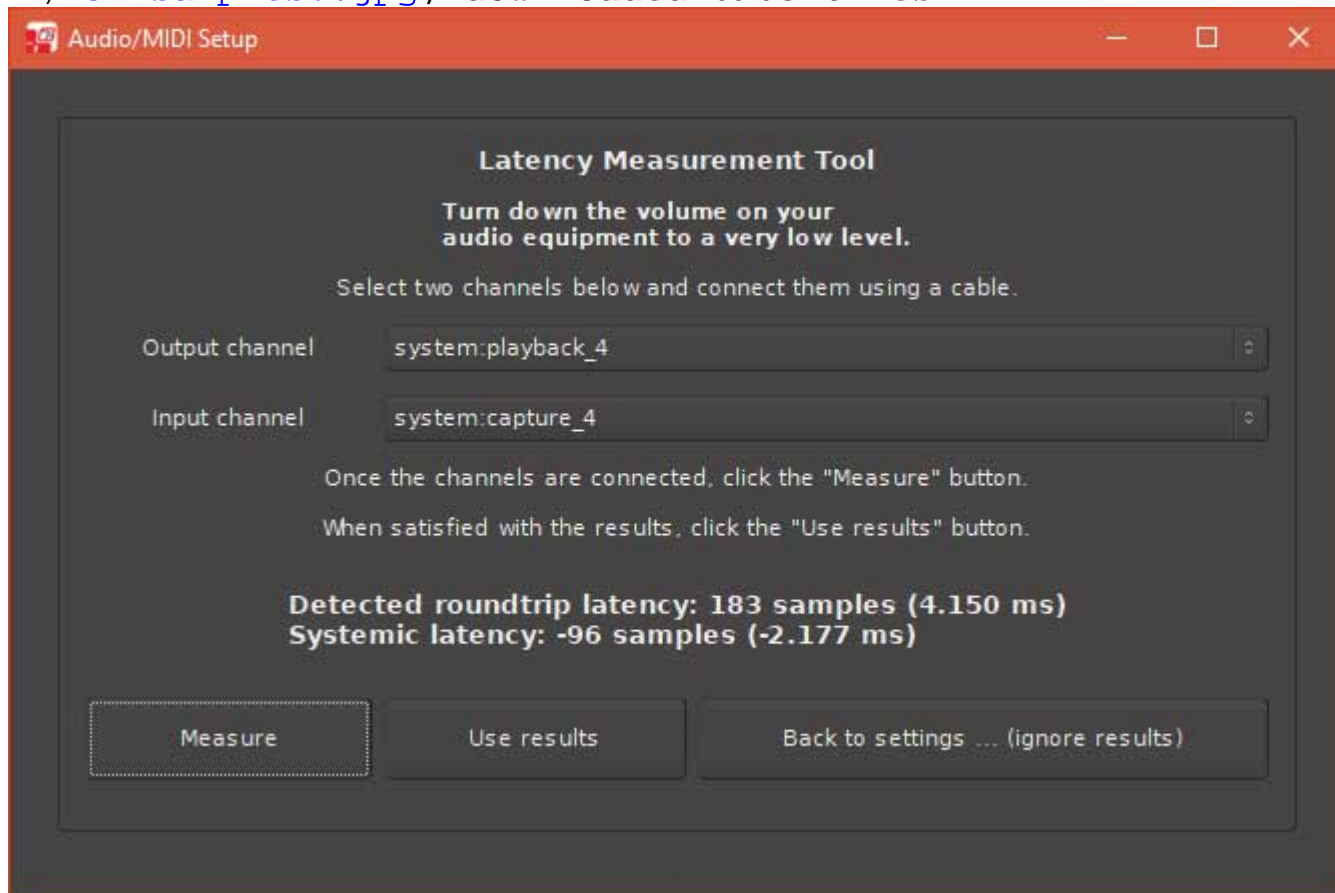 Audio/MIDI Setup
Latency Measurement Tool
Turn down the volume on your
audio equipment to a very low level.
Select two channels below and connect them using a cable.
Output channel system:playback_4
Input channel system:capture_4
Once the channels are connected, click the "Measure" button.
When satisfied with the results, click the "Use results" button.
Detected roundtrip latency: 183 samples (4.150 ms)
Systemic latency: -96 samples (-2.177 ms)
Measure Use results Back to settings ... (ignore results)